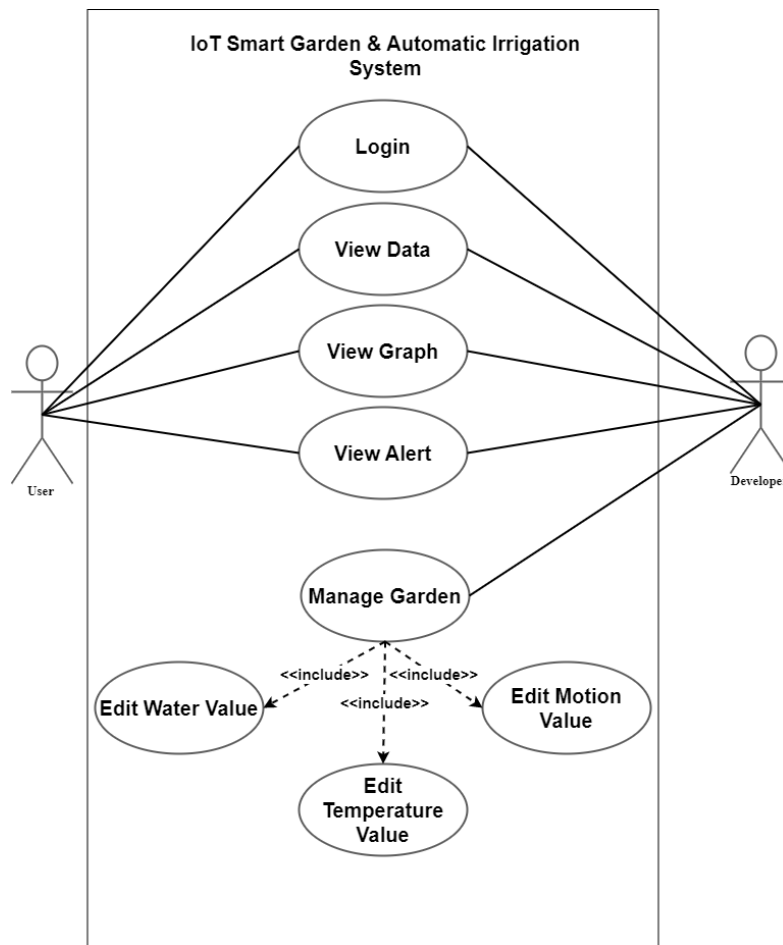 IoT Smart Garden & Automatic Irrigation
System
Login
View Data
View Graph
View Alert
User
Develope
Manage Garden
<<include>>
<<include>>
<<include>>
Edit Water Value
Edit Motion
Value
Edit
Temperature
Value